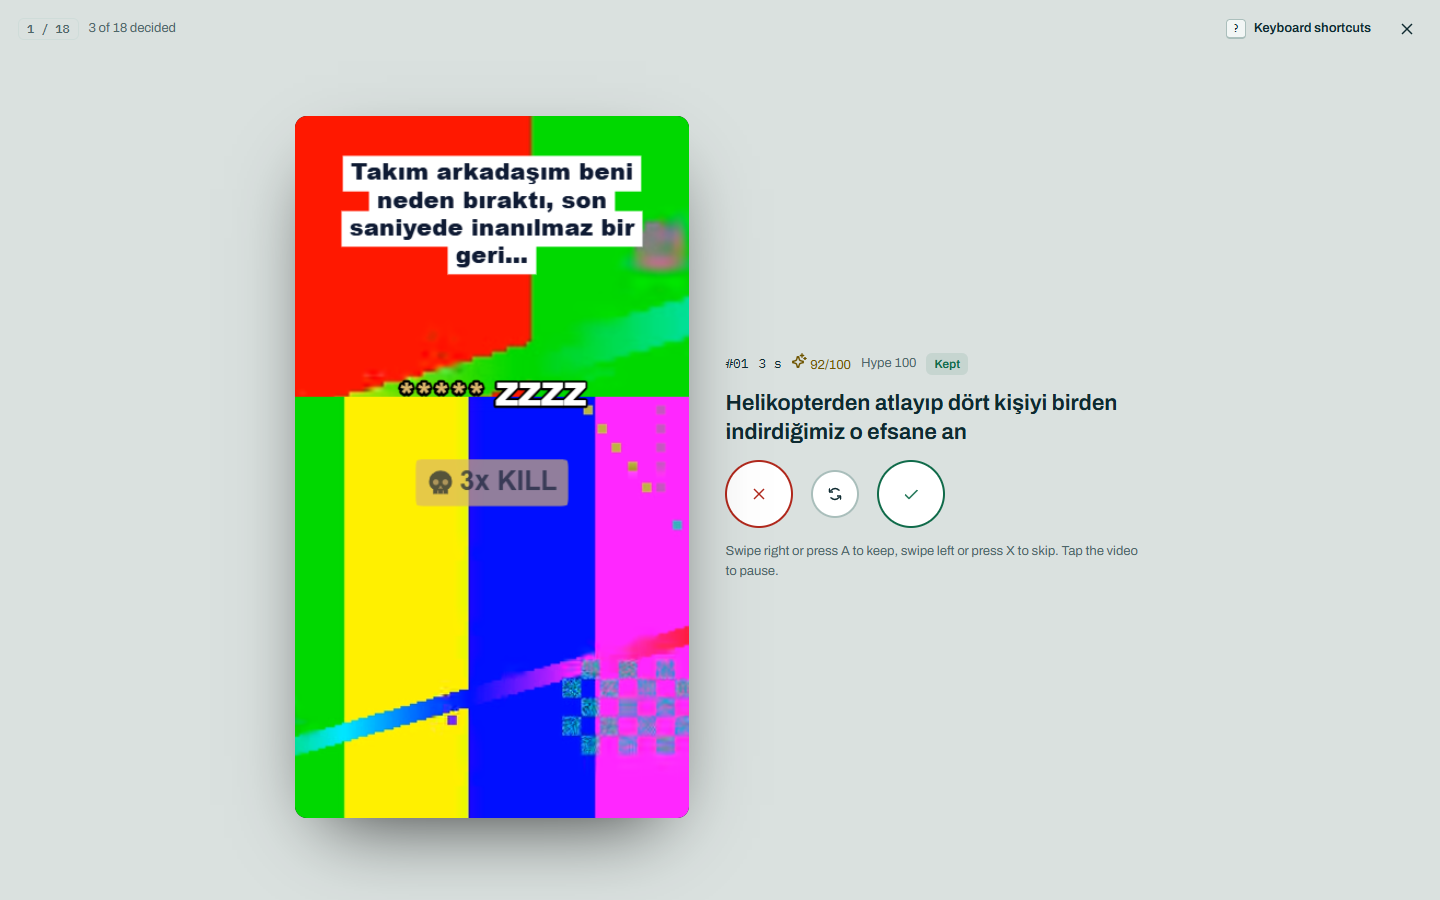 1 / 18 3 of 18 decided
? Keyboard shortcuts
Takım arkadaşım beni
neden bıraktı, son
saniyede inanılmaz bir
geri...
***** zzzz
3x KILL
#01 3 s 92/100 Hype 100 Kept
Helikopterden atlayıp dört kişiyi birden
indirdiğimiz o efsane an
Swipe right or press A to keep, swipe left or press X to skip. Tap the video
to pause.